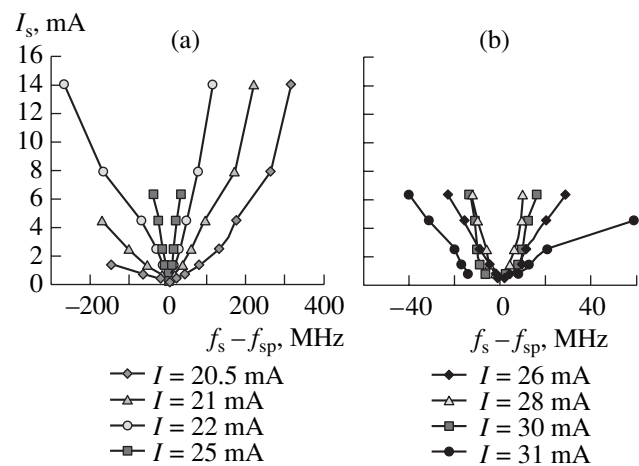 I_s, mA
(a)
(b)
16
14
12
10
8
6
4
2
0
−200
0
200
f_s – f_sp, MHz
−40
0
40
f_s – f_sp, MHz
I = 20.5 mA
I = 21 mA
I = 22 mA
I = 25 mA
I = 26 mA
I = 28 mA
I = 30 mA
I = 31 mA